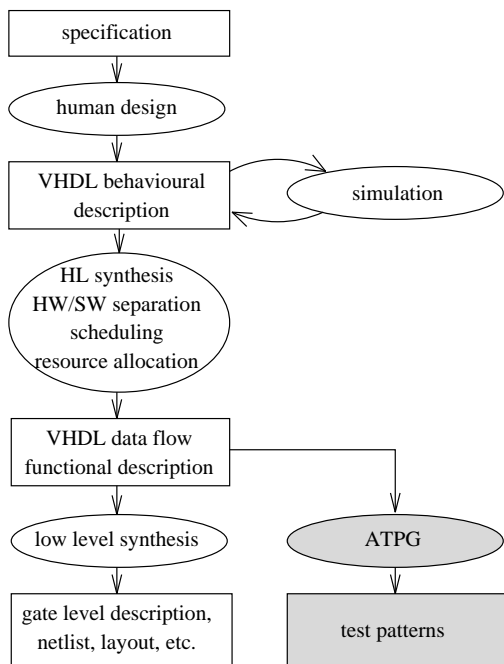 specification
human design
VHDL behavioural
description
simulation
HL synthesis
HW/SW separation
scheduling
resource allocation
VHDL data flow
functional description
low level synthesis
ATPG
gate level description,
netlist, layout, etc.
test patterns